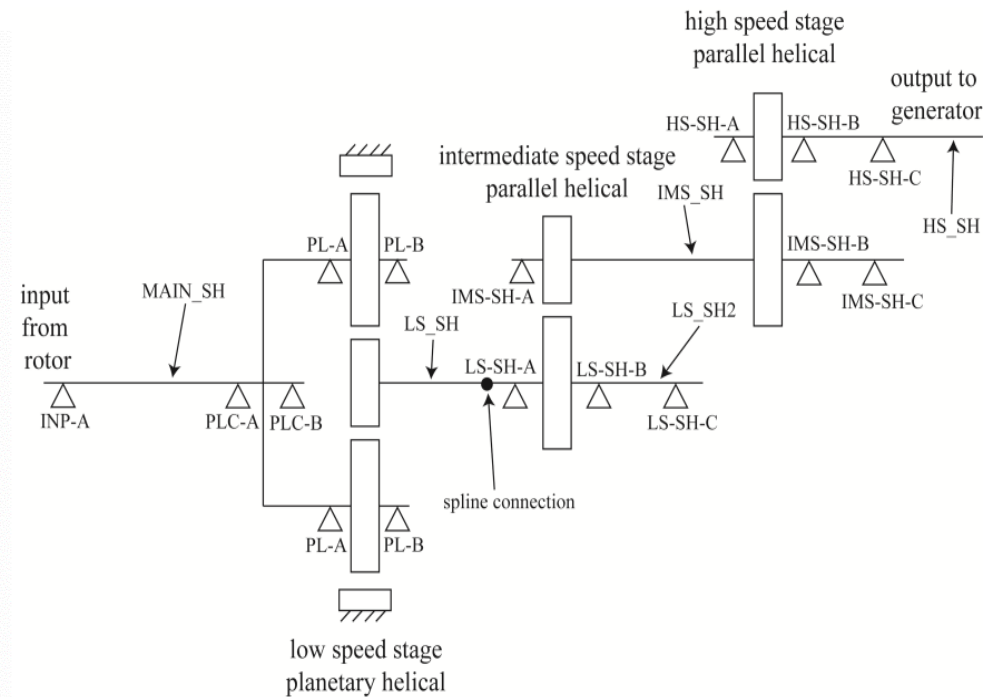 high speed stage
parallel helical
output to
generator
HS-SH-A
HS-SH-B
HS-SH-C
HS_SH
intermediate speed stage
parallel helical
IMS_SH
PL-A
PL-B
IMS-SH-A
IMS-SH-B
IMS-SH-C
input
from
rotor
MAIN_SH
LS_SH
LS_SH2
LS-SH-A
LS-SH-B
INP-A
PLC-A
PLC-B
LS-SH-C
spline connection
PL-A
PL-B
low speed stage
planetary helical